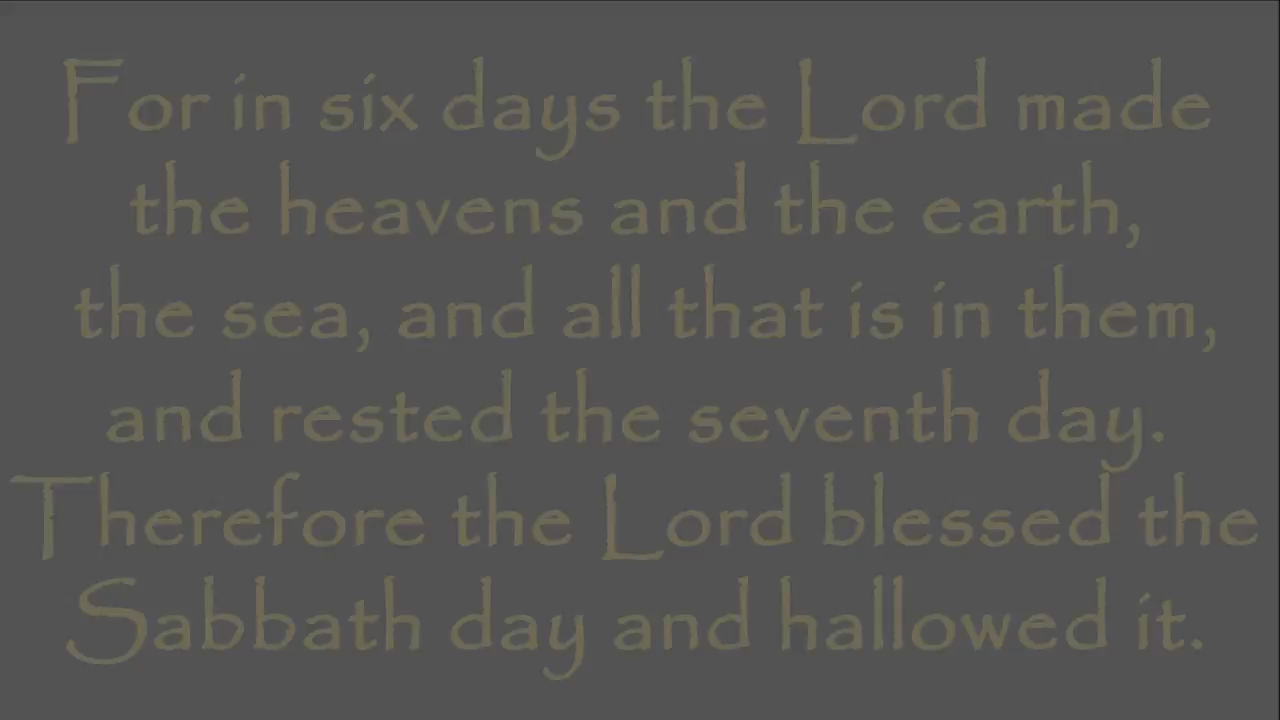 For in six days the Lord made
the heavens and the earth,
the sea, and all that is in them,
and rested the seventh day.
Therefore the Lord blessed the
Sabbath day and hallowed it.